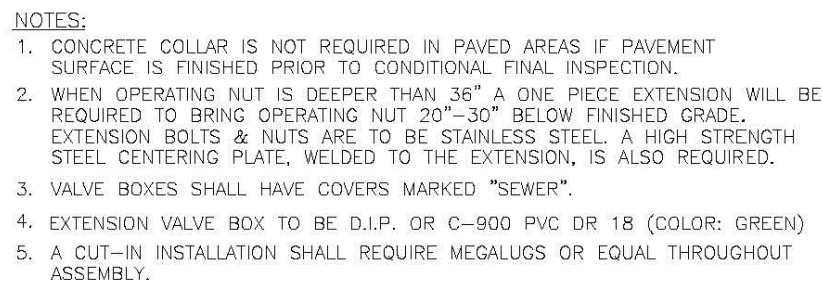 NOTES:
1. CONCRETE COLLAR IS NOT REQUIRED IN PAVED AREAS IF PAVEMENT
SURFACE IS FINISHED PRIOR TO CONDITIONAL FINAL INSPECTION.
2. WHEN OPERATING NUT IS DEEPER THAN 36" A ONE PIECE EXTENSION WILL BE
REQUIRED TO BRING OPERATING NUT 20"-30" BELOW FINISHED GRADE.
EXTENSION BOLTS & NUTS ARE TO BE STAINLESS STEEL. A HIGH STRENGTH
STEEL CENTERING PLATE, WELDED TO THE EXTENSION, IS ALSO REQUIRED.
3. VALVE BOXES SHALL HAVE COVERS MARKED "SEWER".
4. EXTENSION VALVE BOX TO BE D.I.P. OR C-900 PVC DR 18 (COLOR: GREEN)
5. A CUT-IN INSTALLATION SHALL REQUIRE MEGALUGS OR EQUAL THROUGHOUT
ASSEMBLY.